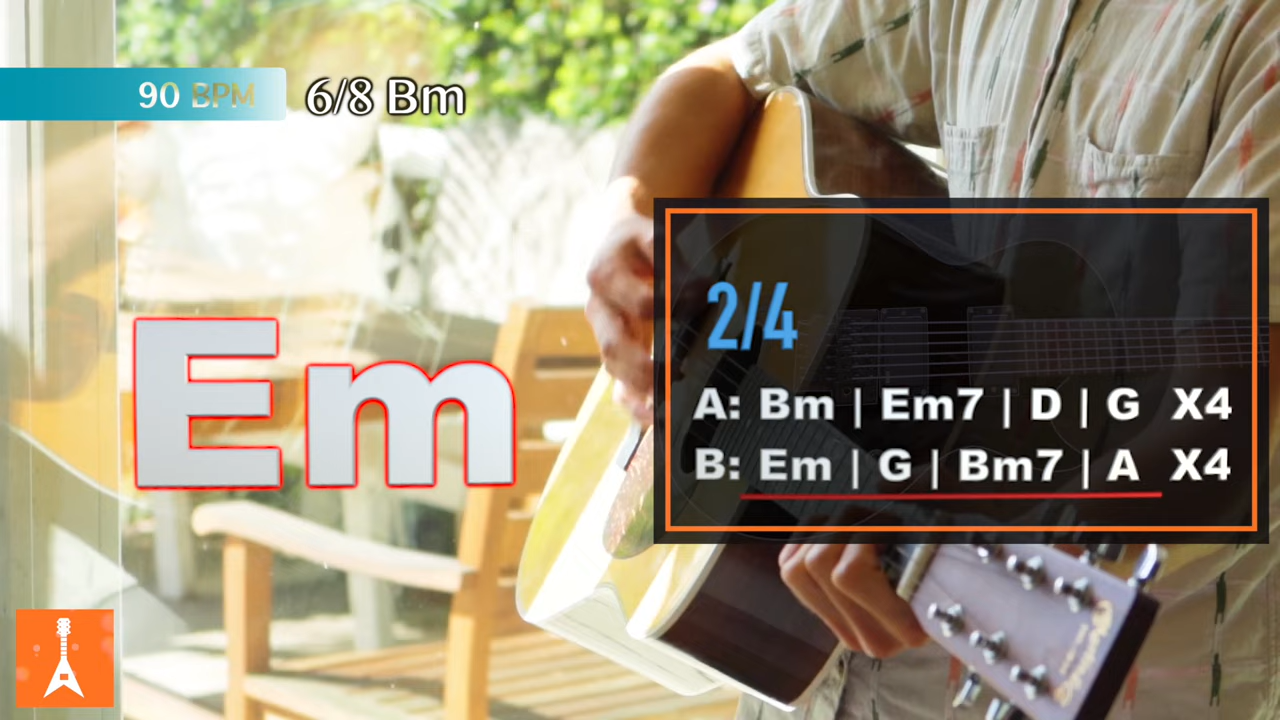 90 BPM 6/8 Bm
Em
2/4
A: Bm | Em7 | D | G X4
B: Em | G | Bm7 | A X4